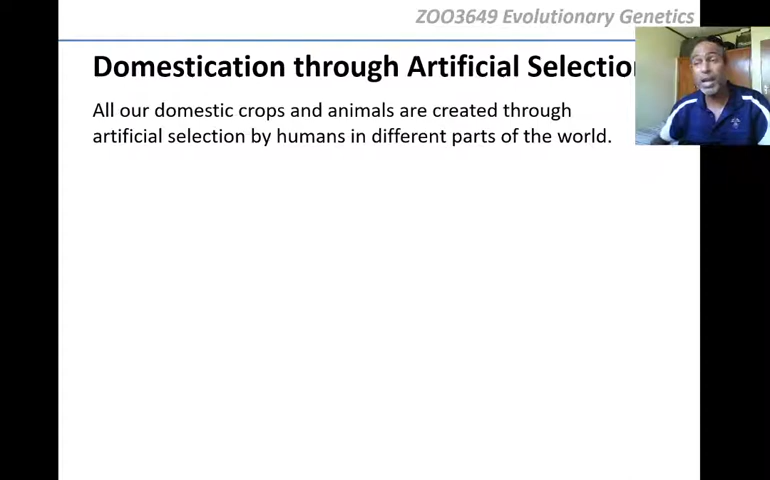 ZOO3649 Evolutionary Genetics
Domestication through Artificial Selectio
All our domestic crops and animals are created through
artificial selection by humans in different parts of the world.